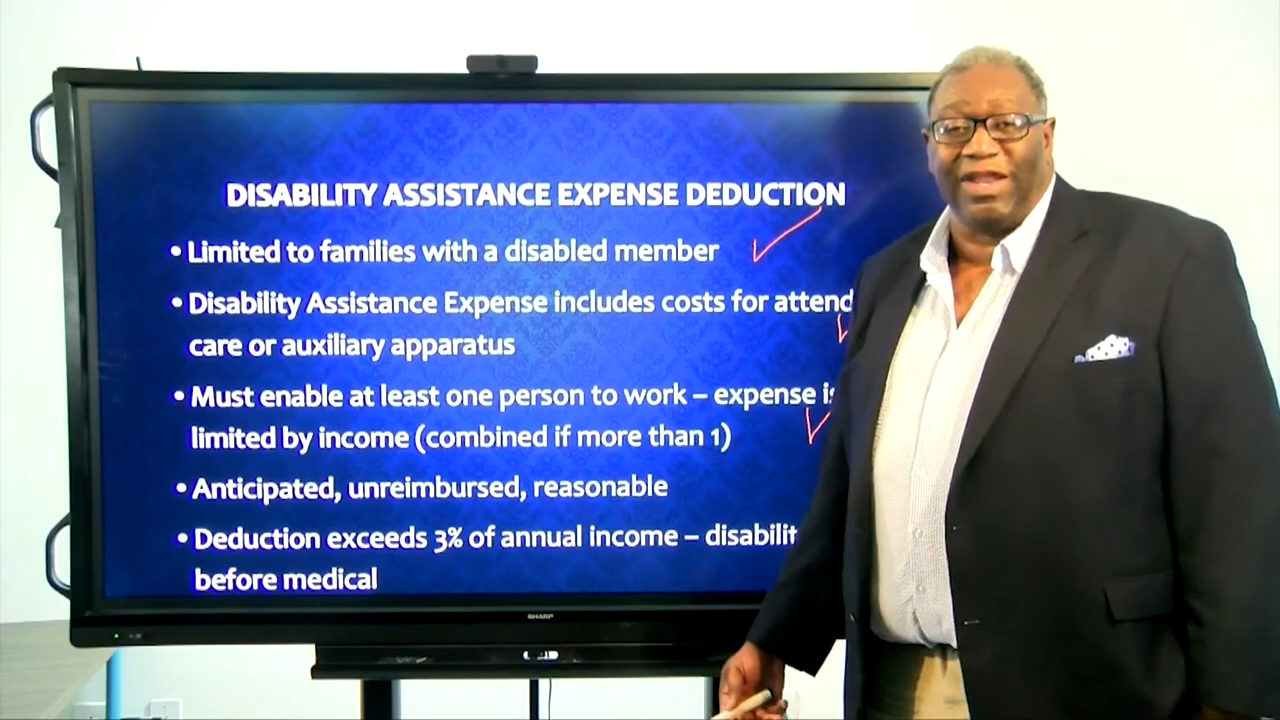 DISABILITY ASSISTANCE EXPENSE DEDUCTION
• Limited to families with a disabled member
• Disability Assistance Expense includes costs for
care or auxiliary apparatus
• Must enable at least one person to work – expense is
limited by income (combined if more than 1)
• Anticipated, unreimbursed, reasonable
• Deduction exceeds 3% of annual income –
before medical
SHARP